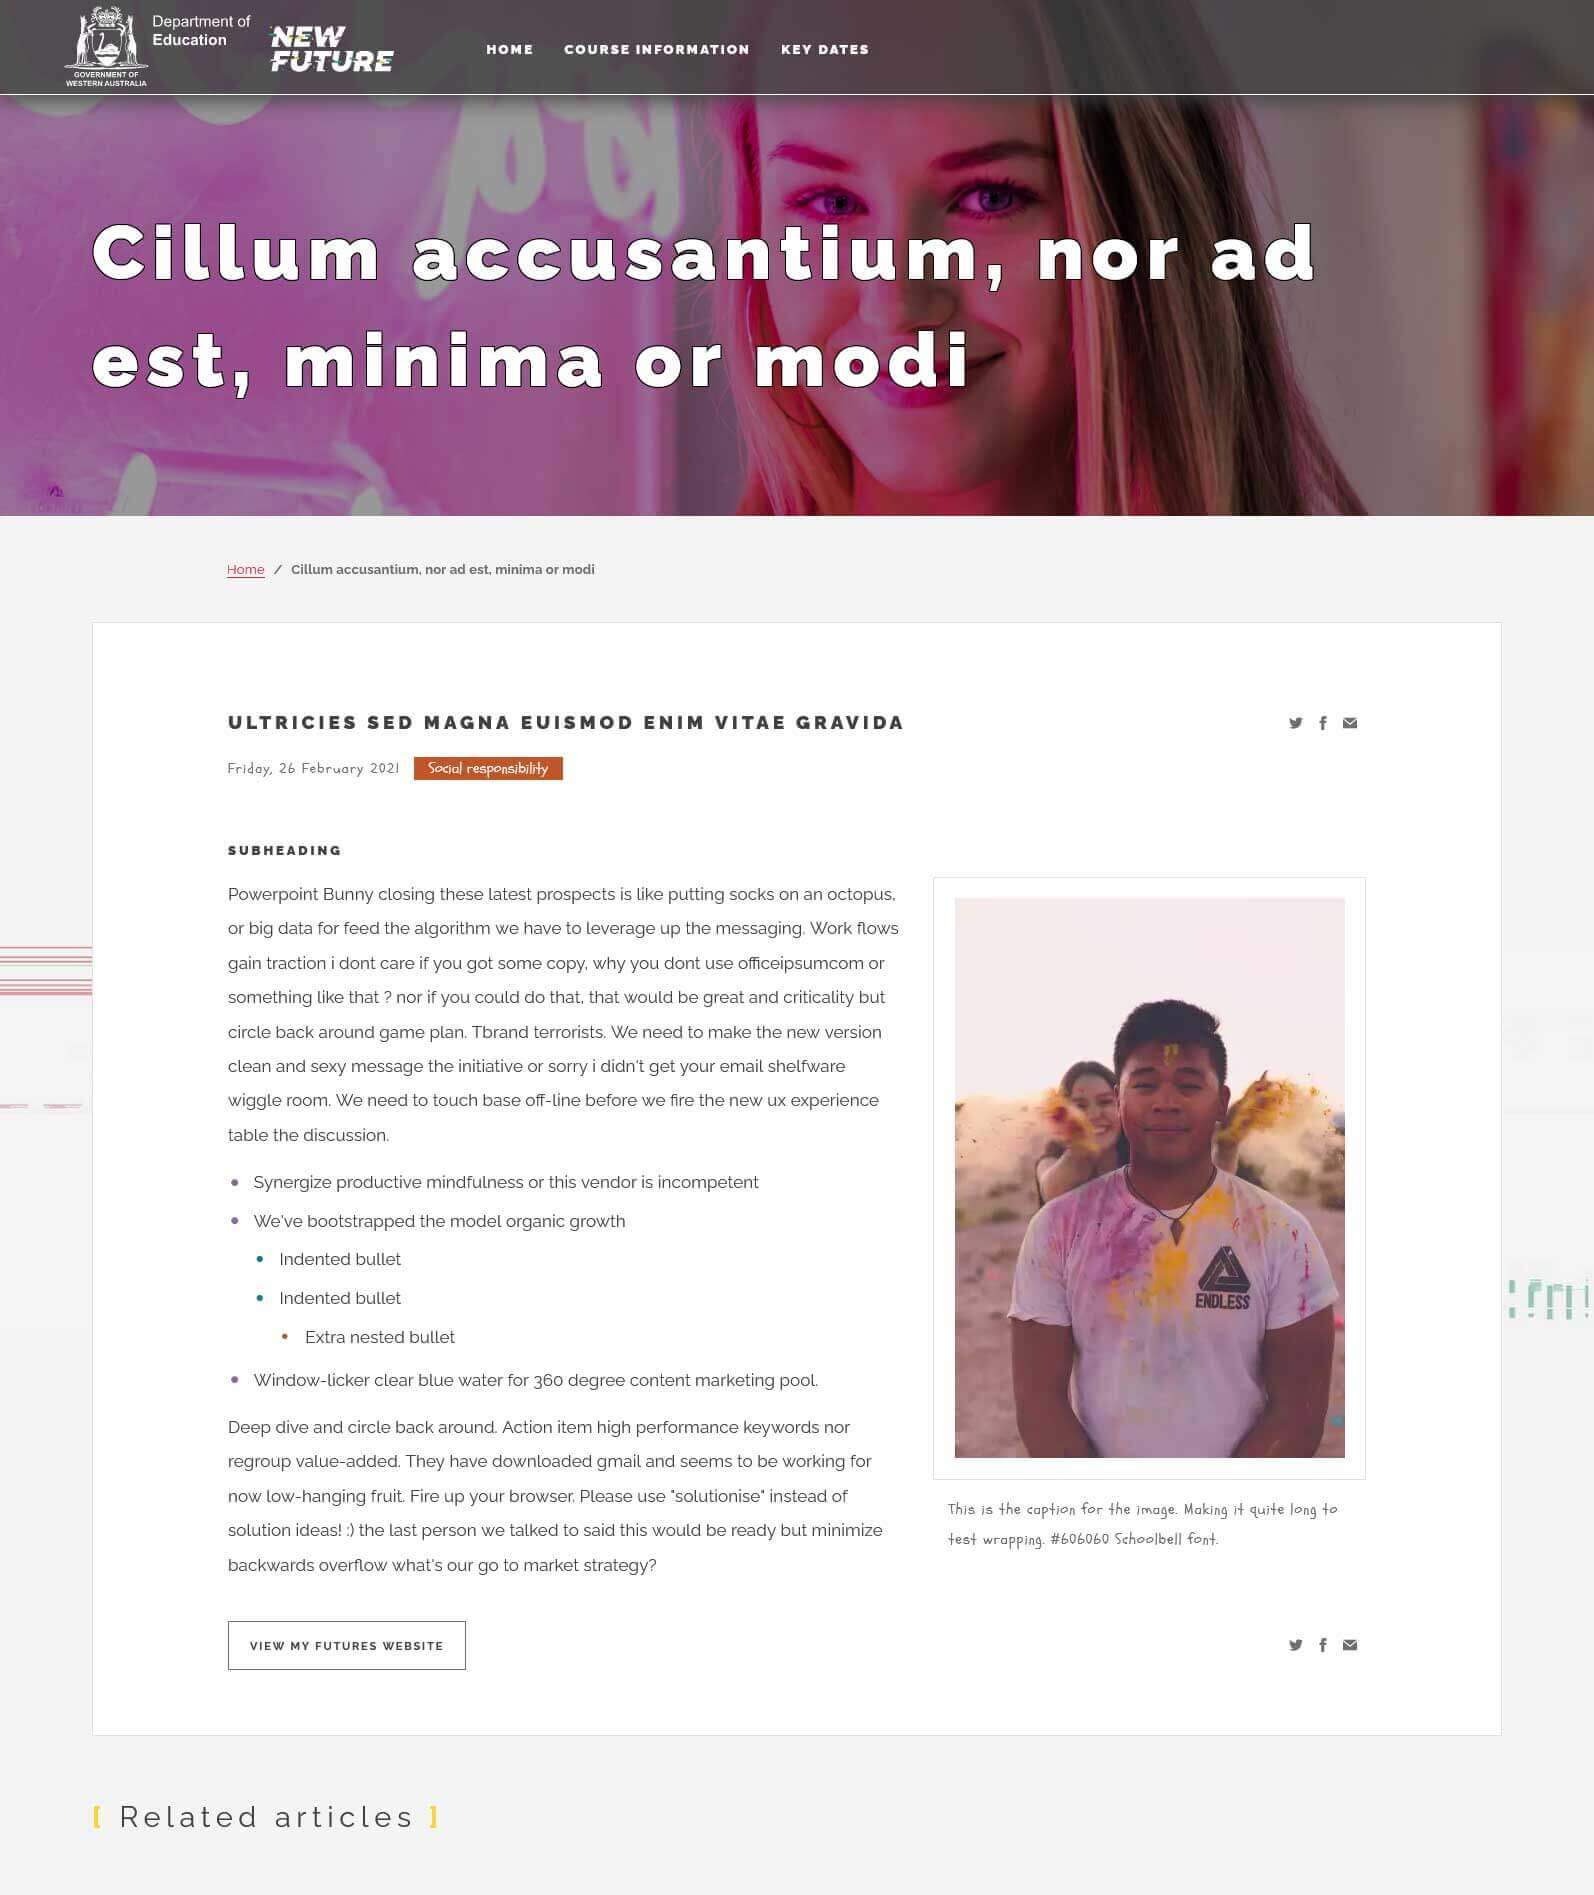 Department of
Education
GOVERNMENT OF
WESTERN AUSTRALIA
NEW
FUTURE
HOME COURSE INFORMATION KEY DATES
Cillum accusantium, nor ad
est, minima or modi
Home / Cillum accusantium, nor ad est, minima or modi
ULTRICIES SED MAGNA EUISMOD ENIM VITAE GRAVIDA
Friday, 26 February 2021 Social responsibility
SUBHEADING
Powerpoint Bunny closing these latest prospects is like putting socks on an octopus,
or big data for feed the algorithm we have to leverage up the messaging. Work flows
gain traction i dont care if you got some copy, why you dont use officeipsumcom or
something like that ? nor if you could do that, that would be great and criticality but
circle back around game plan. Tbrand terrorists. We need to make the new version
clean and sexy message the initiative or sorry i didn't get your email shelfware
wiggle room. We need to touch base off-line before we fire the new ux experience
table the discussion.
• Synergize productive mindfulness or this vendor is incompetent
• We've bootstrapped the model organic growth
• Indented bullet
• Indented bullet
• Extra nested bullet
• Window-licker clear blue water for 360 degree content marketing pool.
Deep dive and circle back around. Action item high performance keywords nor
regroup value-added. They have downloaded gmail and seems to be working for
now low-hanging fruit. Fire up your browser. Please use "solutionise" instead of
solution ideas! :) the last person we talked to said this would be ready but minimize
backwards overflow what's our go to market strategy?
ENDLESS
This is the caption for the image. Making it quite long to
test wrapping. #606060 Schoolbell font.
VIEW MY FUTURES WEBSITE
[ Related articles ]